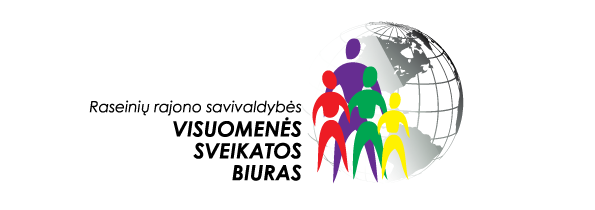 Raseinių rajono savivaldybės
VISUOMENĖS
SVEIKATOS
BIURAS